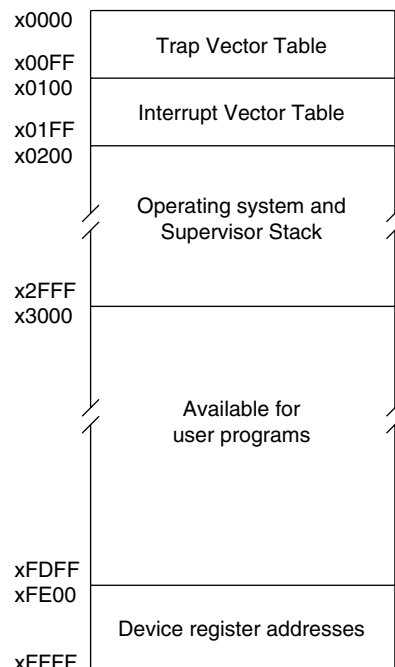 x0000
Trap Vector Table
x00FF
x0100
Interrupt Vector Table
x01FF
x0200
Operating system and
Supervisor Stack
x2FFF
x3000
Available for
user programs
xFDFF
xFE00
Device register addresses
xFFFF